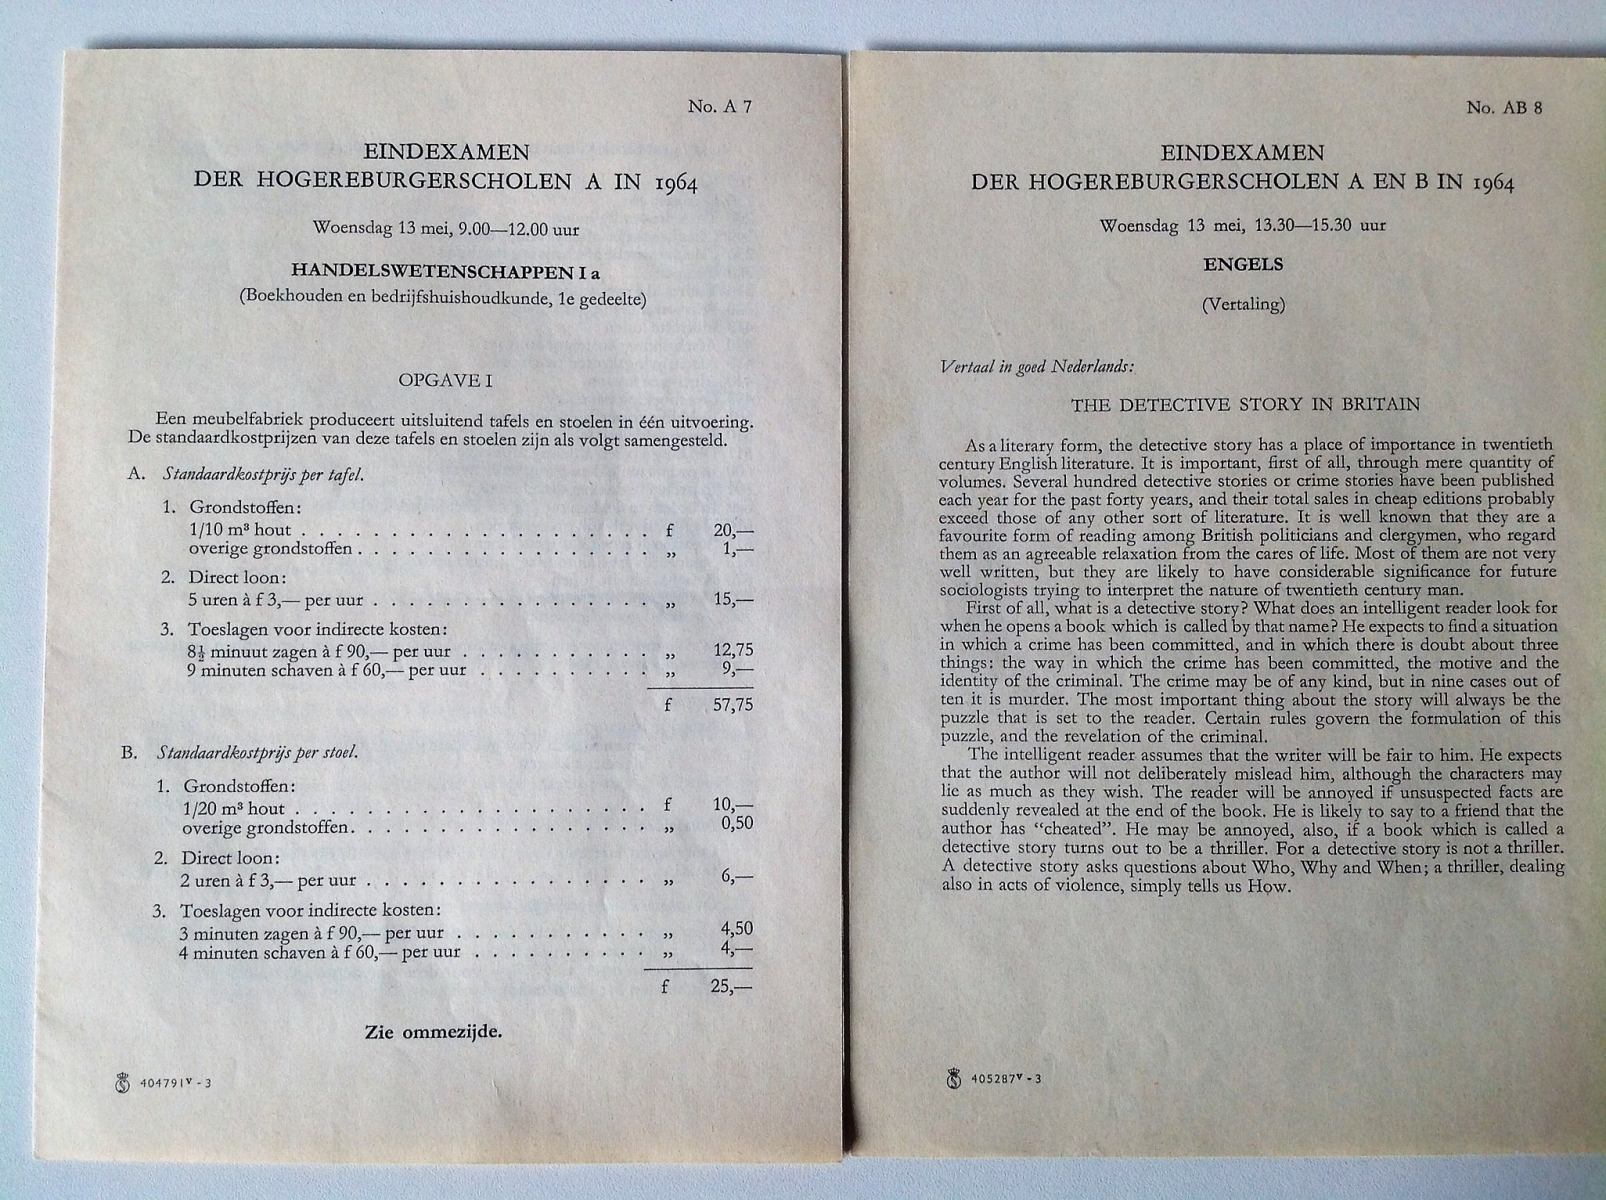 No. A 7
EINDEXAMEN
DER HOGEREBURGERSCHOLEN A IN 1964
Woensdag 13 mei, 9.00—12.00 uur
HANDELSWETENSCHAPPEN I a
(Boekhouden en bedrijfshuishoudkunde, 1e gedeelte)
OPGAVE I
Een meubelfabriek produceert uitsluitend tafels en stoelen in één uitvoering.
De standaardkostprijzen van deze tafels en stoelen zijn als volgt samengesteld.
A. Standaardkostprijs per tafel.
1. Grondstoffen:
1/10 m³ hout . . . . . . . . . . . . . . . . . . . . f 20,—
overige grondstoffen . . . . . . . . . . . . . . . . . ,, 1,—
2. Direct loon:
5 uren à f 3,— per uur . . . . . . . . . . . . . . . . ,, 15,—
3. Toeslagen voor indirecte kosten:
8½ minuut zagen à f 90,— per uur . . . . . . . . . . . ,, 12,75
9 minuten schaven à f 60,— per uur . . . . . . . . . . ,, 9,—
f 57,75
B. Standaardkostprijs per stoel.
1. Grondstoffen:
1/20 m³ hout . . . . . . . . . . . . . . . . . . . . f 10,—
overige grondstoffen. . . . . . . . . . . . . . . . . ,, 0,50
2. Direct loon:
2 uren à f 3,— per uur . . . . . . . . . . . . . . . . ,, 6,—
3. Toeslagen voor indirecte kosten:
3 minuten zagen à f 90,— per uur . . . . . . . . . . . ,, 4,50
4 minuten schaven à f 60,— per uur . . . . . . . . . . ,, 4,—
f 25,—
Zie ommezijde.
404791ᵛ - 3
No. AB 8
EINDEXAMEN
DER HOGEREBURGERSCHOLEN A EN B IN 1964
Woensdag 13 mei, 13.30—15.30 uur
ENGELS
(Vertaling)
Vertaal in goed Nederlands:
THE DETECTIVE STORY IN BRITAIN
As a literary form, the detective story has a place of importance in twentieth
century English literature. It is important, first of all, through mere quantity of
volumes. Several hundred detective stories or crime stories have been published
each year for the past forty years, and their total sales in cheap editions probably
exceed those of any other sort of literature. It is well known that they are a
favourite form of reading among British politicians and clergymen, who regard
them as an agreeable relaxation from the cares of life. Most of them are not very
well written, but they are likely to have considerable significance for future
sociologists trying to interpret the nature of twentieth century man.
First of all, what is a detective story? What does an intelligent reader look for
when he opens a book which is called by that name? He expects to find a situation
in which a crime has been committed, and in which there is doubt about three
things: the way in which the crime has been committed, the motive and the
identity of the criminal. The crime may be of any kind, but in nine cases out of
ten it is murder. The most important thing about the story will always be the
puzzle that is set to the reader. Certain rules govern the formulation of this
puzzle, and the revelation of the criminal.
The intelligent reader assumes that the writer will be fair to him. He expects
that the author will not deliberately mislead him, although the characters may
lie as much as they wish. The reader will be annoyed if unsuspected facts are
suddenly revealed at the end of the book. He is likely to say to a friend that the
author has “cheated”. He may be annoyed, also, if a book which is called a
detective story turns out to be a thriller. For a detective story is not a thriller.
A detective story asks questions about Who, Why and When; a thriller, dealing
also in acts of violence, simply tells us How.
405287ᵛ - 3